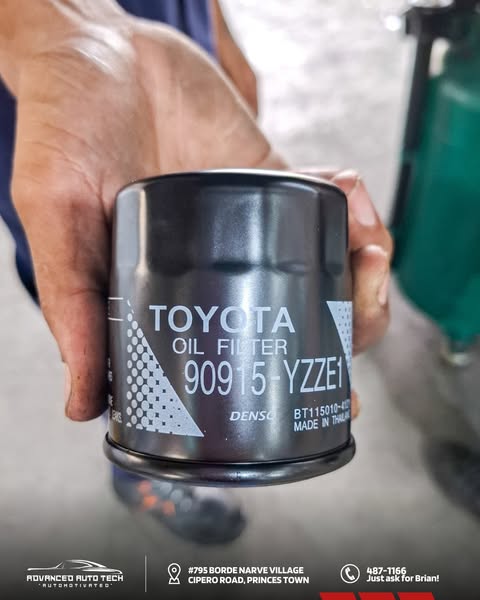 TOYOTA
OIL FILTER
90915-YZZE1
DENSO
BT115010-
MADE IN THAILAND
ADVANCED AUTO TECH
"AUTOMOTIVATED"
#795 BORDE NARVE VILLAGE
CIPERO ROAD, PRINCES TOWN
487-1166
Just ask for Brian!